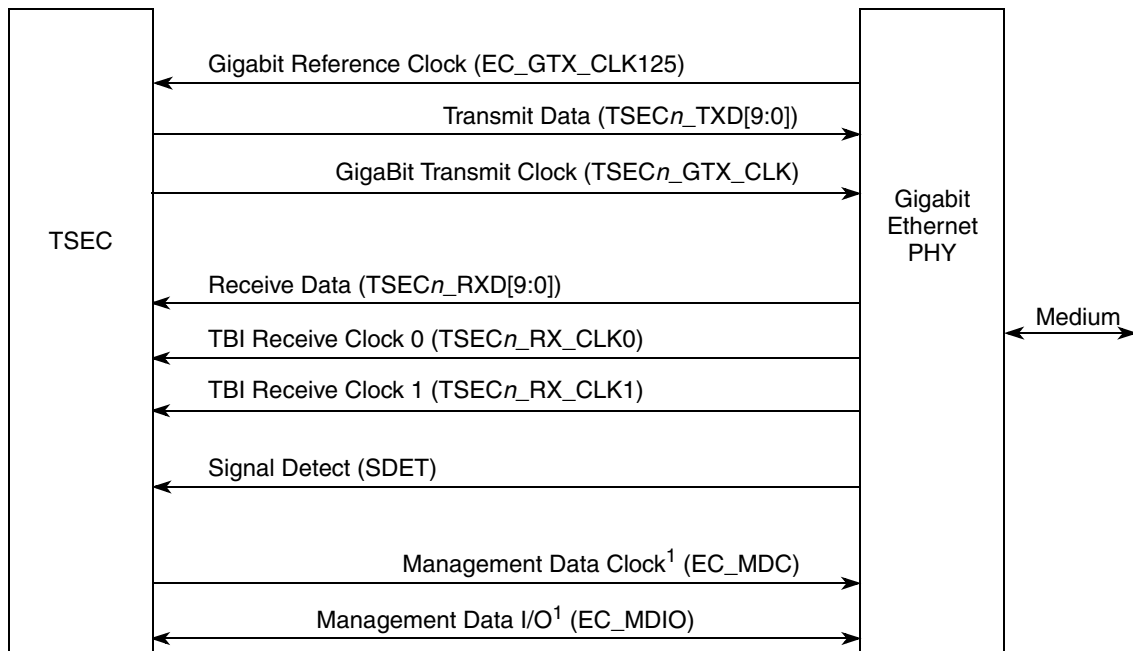 Gigabit Reference Clock (EC_GTX_CLK125)
Transmit Data (TSECn_TXD[9:0])
GigaBit Transmit Clock (TSECn_GTX_CLK)
TSEC
Gigabit
Ethernet
PHY
Receive Data (TSECn_RXD[9:0])
Medium
TBI Receive Clock 0 (TSECn_RX_CLK0)
TBI Receive Clock 1 (TSECn_RX_CLK1)
Signal Detect (SDET)
Management Data Clock¹ (EC_MDC)
Management Data I/O¹ (EC_MDIO)